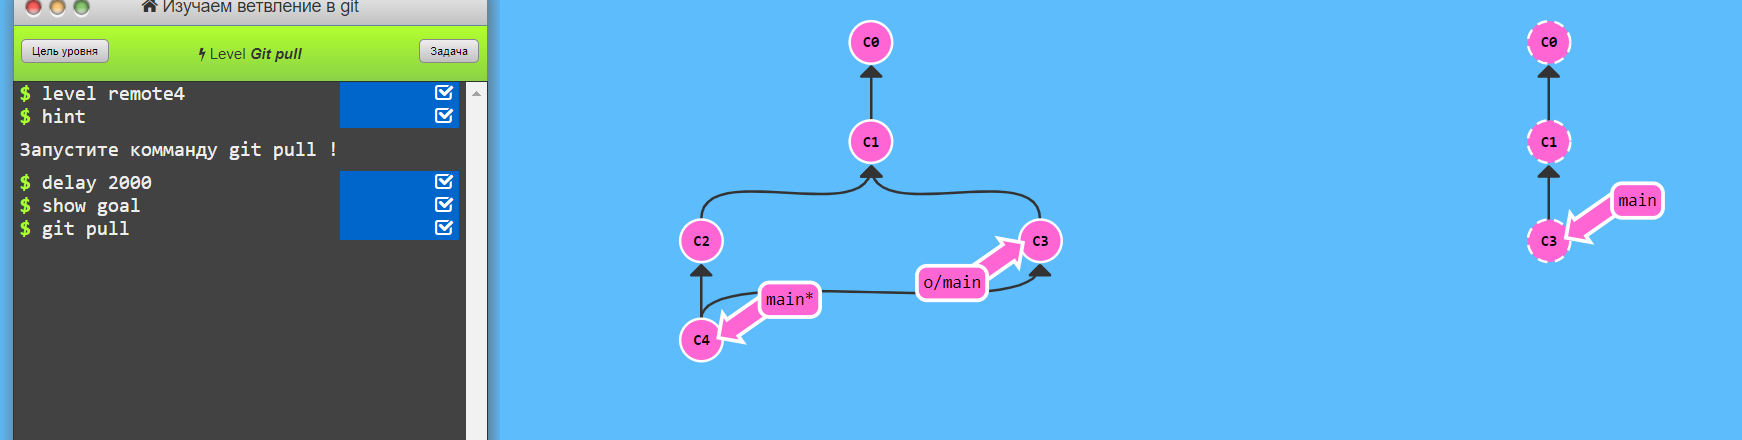 Изучаем ветвление в git
Цель уровня
Level Git pull
Задача
$ level remote4
$ hint
Запустите комманду git pull !
$ delay 2000
$ show goal
$ git pull
C0
C1
C2
C3
o/main
main*
C4
C0
C1
main
C3